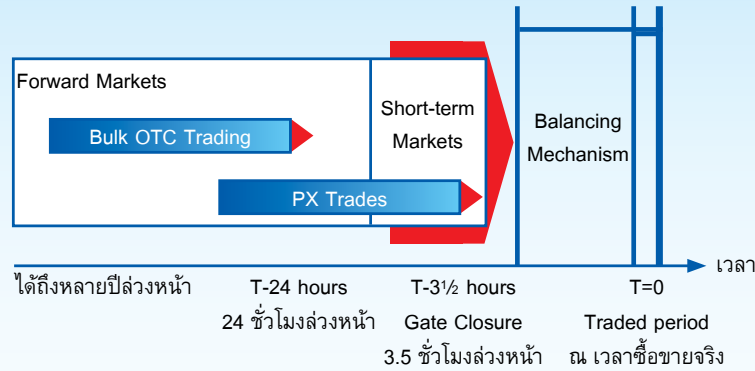 Forward Markets
Bulk OTC Trading
PX Trades
Short-term
Markets
Balancing
Mechanism
เวลา
ได้ถึงหลายปีล่วงหน้า
T-24 hours
24 ชั่วโมงล่วงหน้า
T-3½ hours
Gate Closure
3.5 ชั่วโมงล่วงหน้า
T=0
Traded period
ณ เวลาซื้อขายจริง